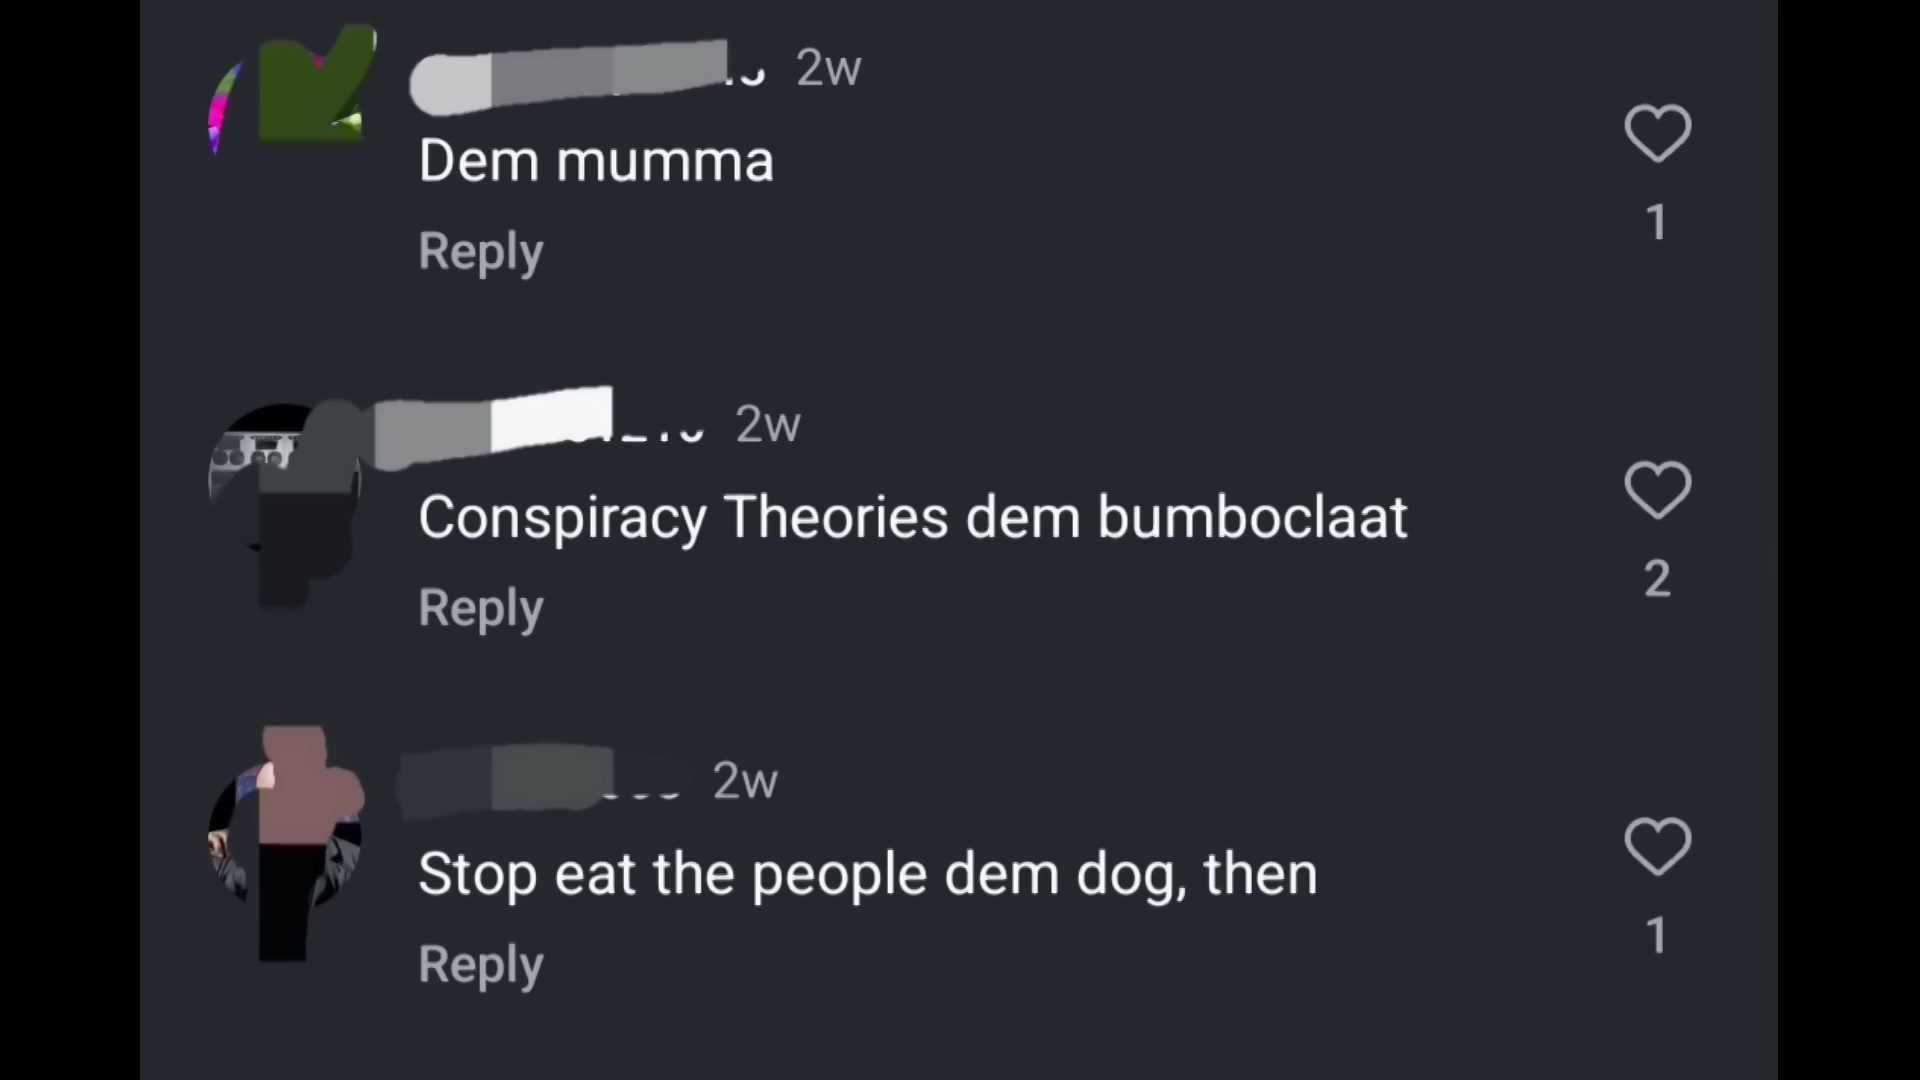 2w
Dem mumma
Reply
1
2w
Conspiracy Theories dem bumboclaat
Reply
2
2w
Stop eat the people dem dog, then
Reply
1